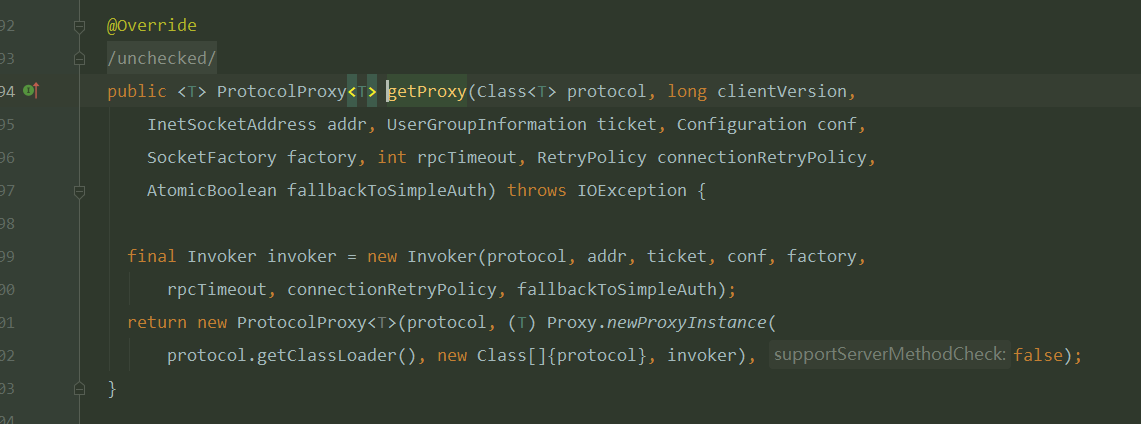 92 @Override
93 /unchecked/
94 public <T> ProtocolProxy<T> getProxy(Class<T> protocol, long clientVersion,
95 InetSocketAddress addr, UserGroupInformation ticket, Configuration conf,
96 SocketFactory factory, int rpcTimeout, RetryPolicy connectionRetryPolicy,
97 AtomicBoolean fallbackToSimpleAuth) throws IOException {
98
99 final Invoker invoker = new Invoker(protocol, addr, ticket, conf, factory,
00 rpcTimeout, connectionRetryPolicy, fallbackToSimpleAuth);
01 return new ProtocolProxy<T>(protocol, (T) Proxy.newProxyInstance(
02 protocol.getClassLoader(), new Class[]{protocol}, invoker), supportServerMethodCheck: false);
03 }
04